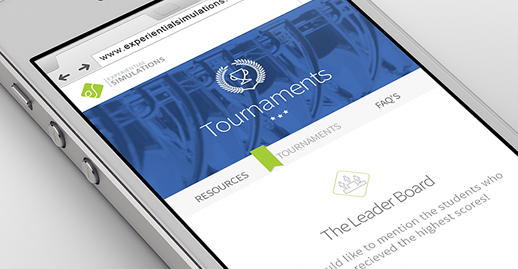 www.experientialsimulations.
EXPERIENTIAL
SIMULATIONS
Tournaments
RESOURCES
TOURNAMENTS
FAQ'S
The Leader Board
uld like to mention the students who
recieved the highest scores!